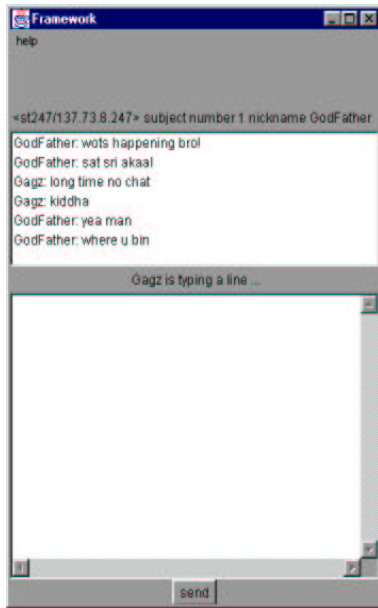 Framework
help
<st247/137.73.8.247> subject number 1 nickname GodFather
GodFather: wots happening bro!
GodFather: sat sri akaal
Gagz: long time no chat
Gagz: kiddha
GodFather: yea man
GodFather: where u bin
Gagz is typing a line ...
send